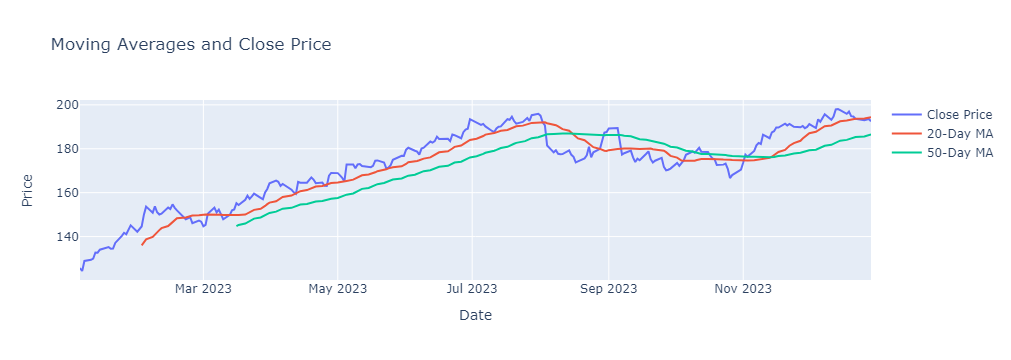 Moving Averages and Close Price
200
180
160
140
Price
Mar 2023
May 2023
Jul 2023
Sep 2023
Nov 2023
Date
Close Price
20-Day MA
50-Day MA